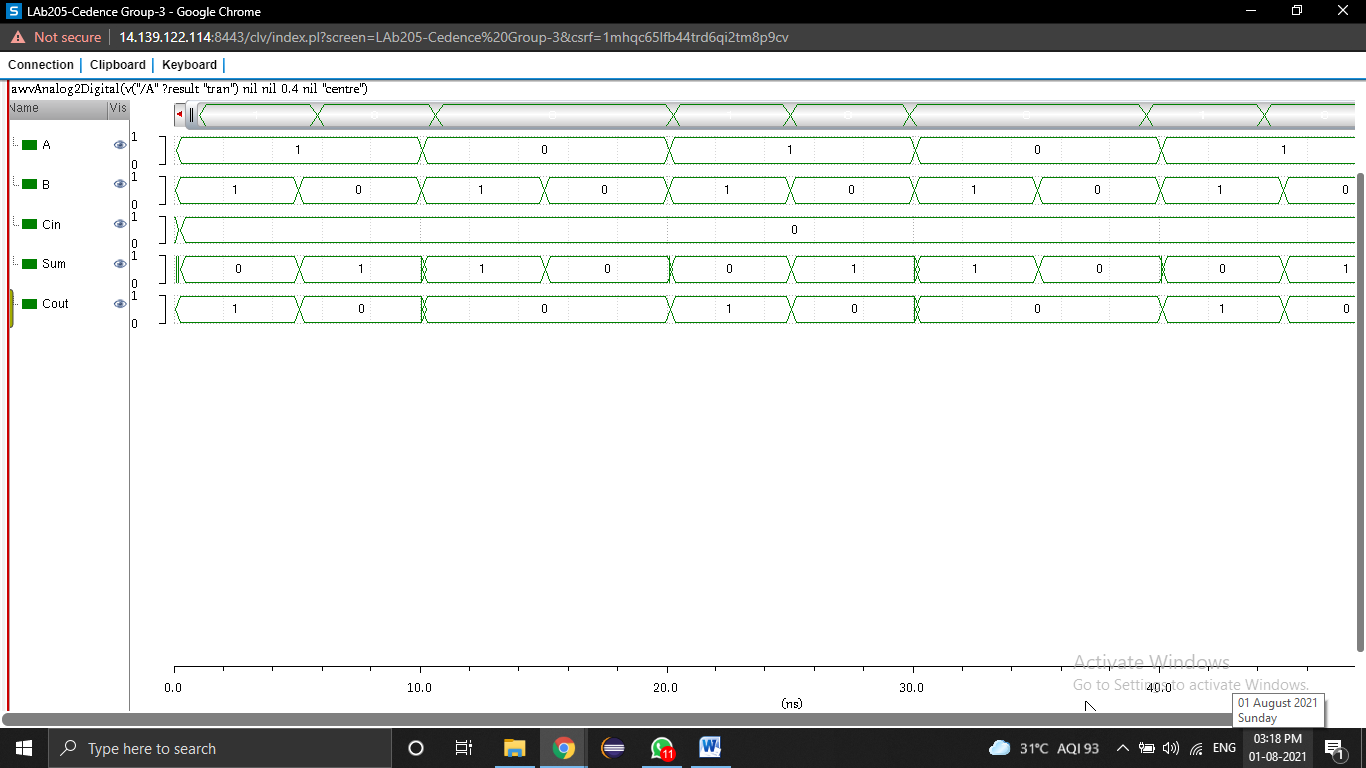 LAb205-Cedence Group-3 - Google Chrome
Not secure 14.139.122.114:8443/clv/index.pl?screen=LAb205-Cedence%20Group-3&csrf=1mhqc65lfb44trd6qi2tm8p9cv
Connection Clipboard Keyboard
awvAnalog2Digital(v("/A" ?result "tran") nil nil 0.4 nil "centre")
Name Vis
A 1 0 1 0 1 0 1
B 1 0 1 0 1 0 1 0 1 0 1 0
Cin 1 0 0
Sum 1 0 0 1 1 0 0 1 1 0 0 1
Cout 1 0 1 0 0 1 0 0 1 0
0.0 10.0 20.0 30.0 40.0
(ns)
Activate Windows
Go to Settings to activate Windows.
01 August 2021
Sunday
Type here to search
11
31°C AQI 93
ENG
03:18 PM
01-08-2021
1